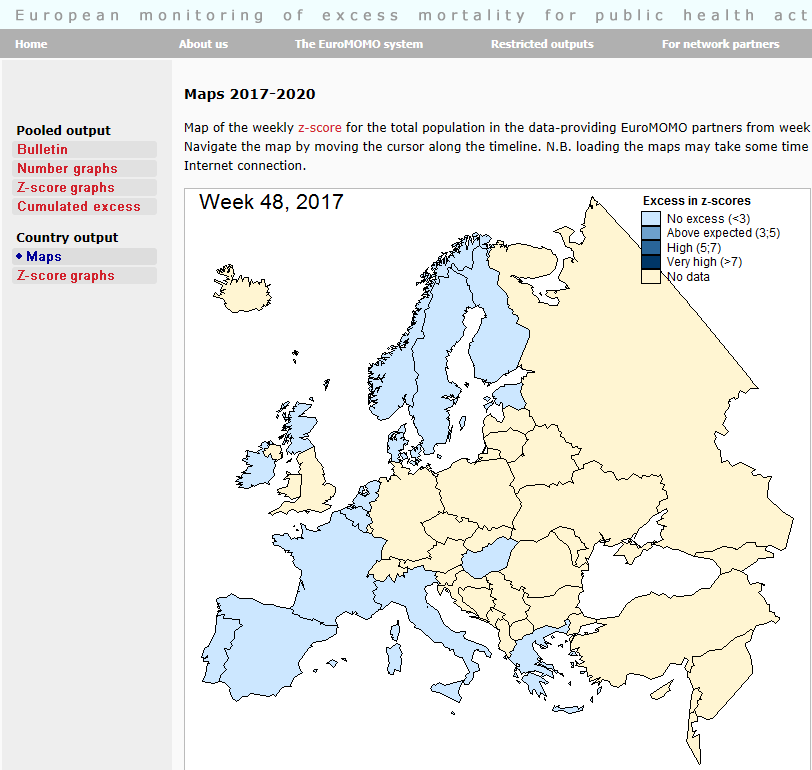 European monitoring of excess mortality for public health act
Home About us The EuroMOMO system Restricted outputs For network partners
Pooled output
Bulletin
Number graphs
Z-score graphs
Cumulated excess
Country output
Maps
Z-score graphs
Maps 2017-2020
Map of the weekly z-score for the total population in the data-providing EuroMOMO partners from week
Navigate the map by moving the cursor along the timeline. N.B. loading the maps may take some time
Internet connection.
Week 48, 2017
Excess in z-scores
No excess (<3)
Above expected (3;5)
High (5;7)
Very high (>7)
No data